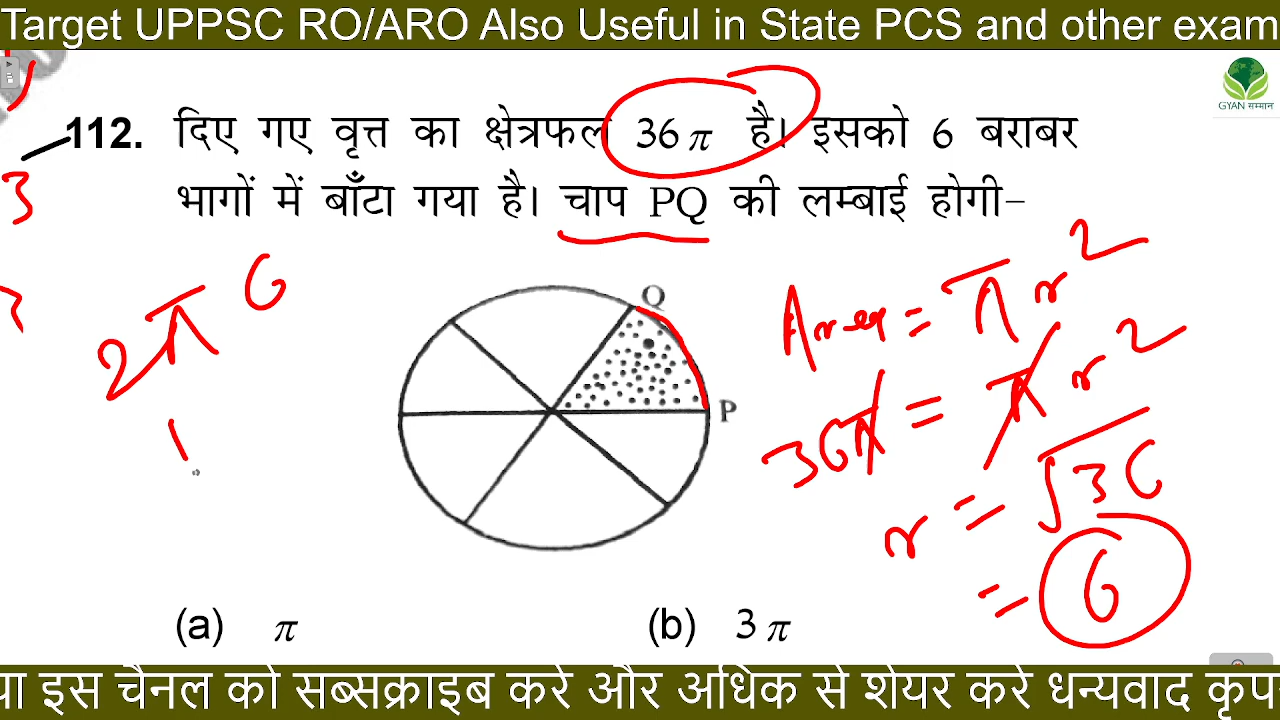 Target UPPSC RO/ARO Also Useful in State PCS and other exam
GYAN सम्मान
112. दिए गए वृत्त का क्षेत्रफल 36π है। इसको 6 बराबर
भागों में बाँटा गया है। चाप PQ की लम्बाई होगी–
3
2π6
Q
P
Area = πr2
36π = πr2
r = √36
= 6
(a) π
(b) 3π
या इस चैनल को सब्सक्राइब करे और अधिक से शेयर करे धन्यवाद कृप